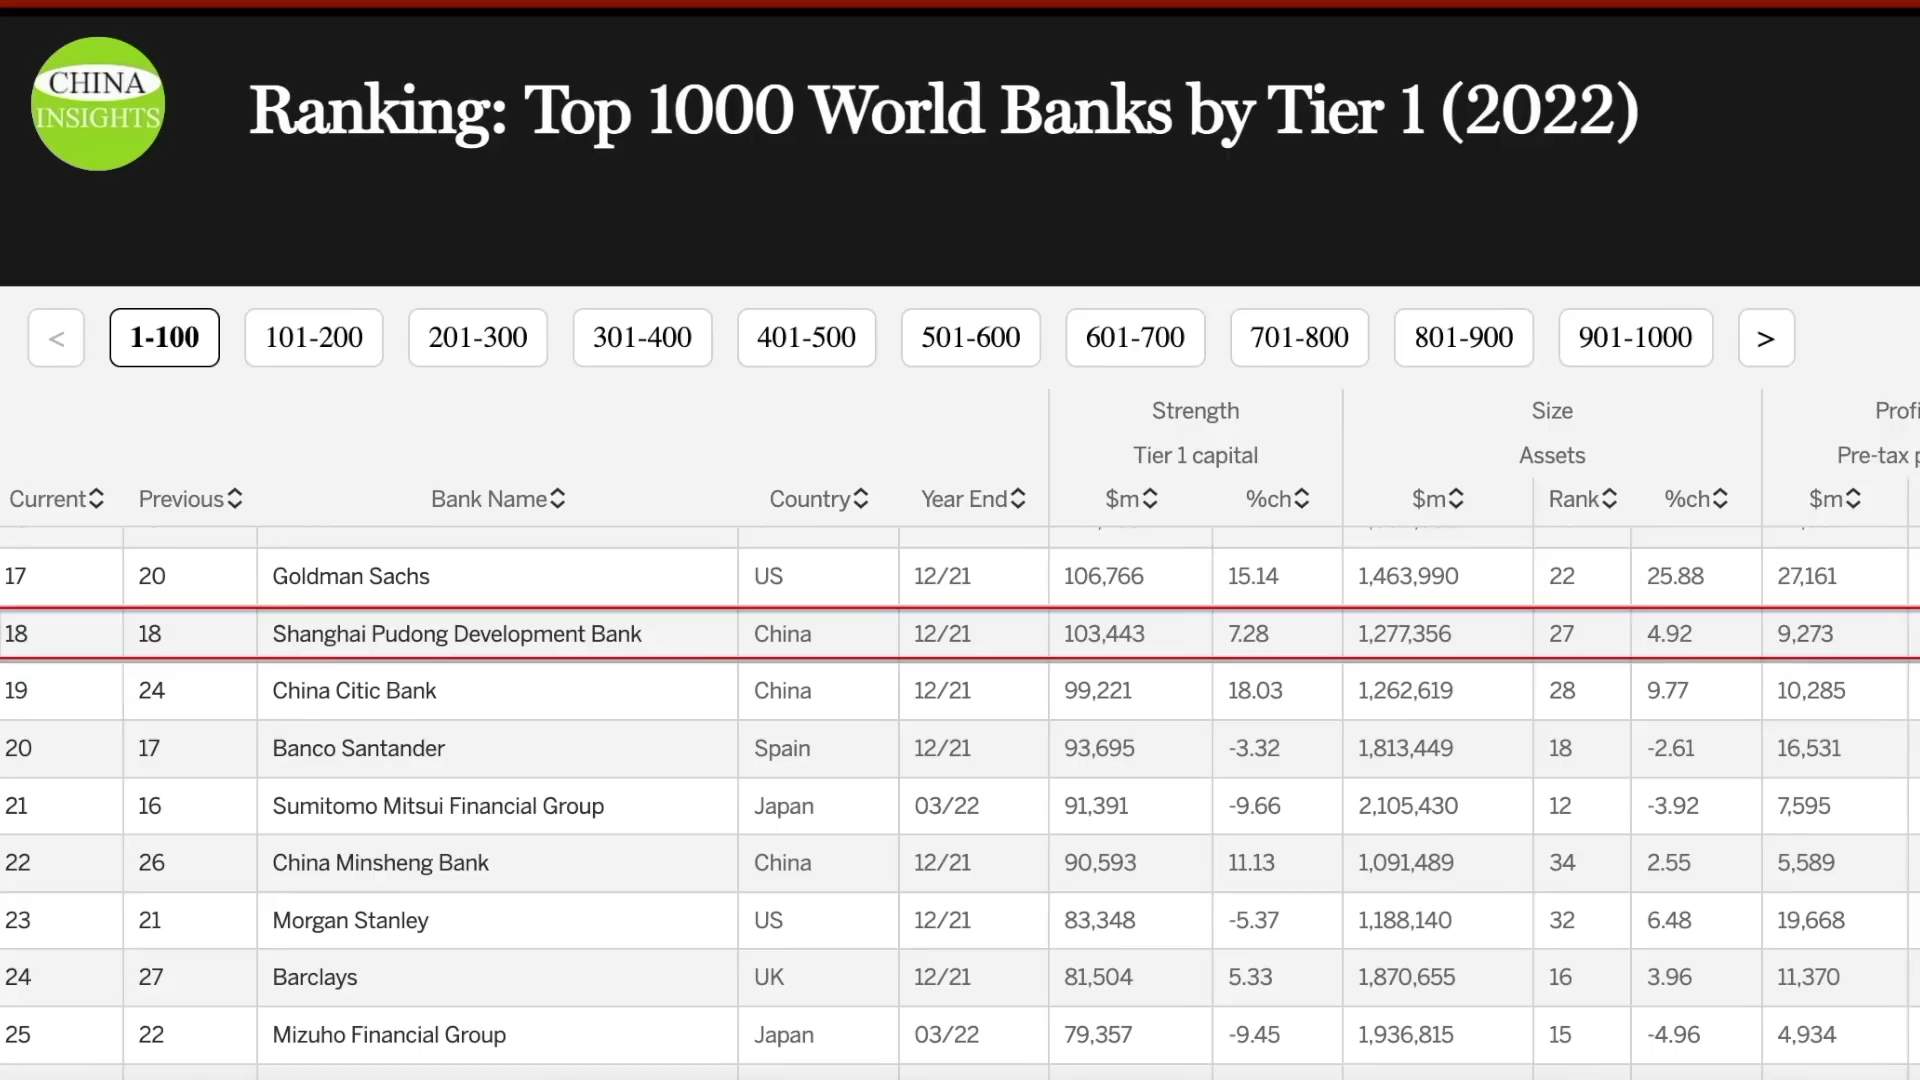 CHINA
INSIGHTS
Ranking: Top 1000 World Banks by Tier 1 (2022)
< 1-100 101-200 201-300 301-400 401-500 501-600 601-700 701-800 801-900 901-1000 >
Strength Size
Tier 1 capital Assets Pre-tax
Current Previous Bank Name Country Year End $m %ch $m Rank %ch $m
17 20 Goldman Sachs US 12/21 106,766 15.14 1,463,990 22 25.88 27,161
18 18 Shanghai Pudong Development Bank China 12/21 103,443 7.28 1,277,356 27 4.92 9,273
19 24 China Citic Bank China 12/21 99,221 18.03 1,262,619 28 9.77 10,285
20 17 Banco Santander Spain 12/21 93,695 -3.32 1,813,449 18 -2.61 16,531
21 16 Sumitomo Mitsui Financial Group Japan 03/22 91,391 -9.66 2,105,430 12 -3.92 7,595
22 26 China Minsheng Bank China 12/21 90,593 11.13 1,091,489 34 2.55 5,589
23 21 Morgan Stanley US 12/21 83,348 -5.37 1,188,140 32 6.48 19,668
24 27 Barclays UK 12/21 81,504 5.33 1,870,655 16 3.96 11,370
25 22 Mizuho Financial Group Japan 03/22 79,357 -9.45 1,936,815 15 -4.96 4,934